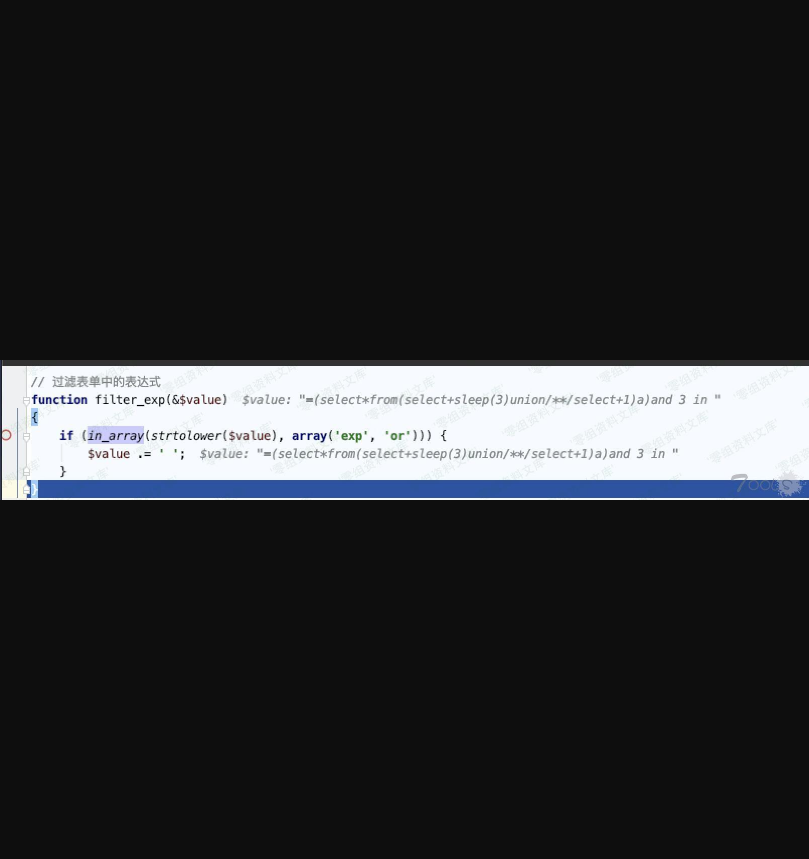 // 过滤表单中的表达式
function filter_exp(&$value)  $value: "=(select*from(select+sleep(3)union/**/select+1)a)and 3 in "
{
if (in_array(strtolower($value), array('exp', 'or'))) {
$value .= ' ';  $value: "=(select*from(select+sleep(3)union/**/select+1)a)and 3 in "
}
}